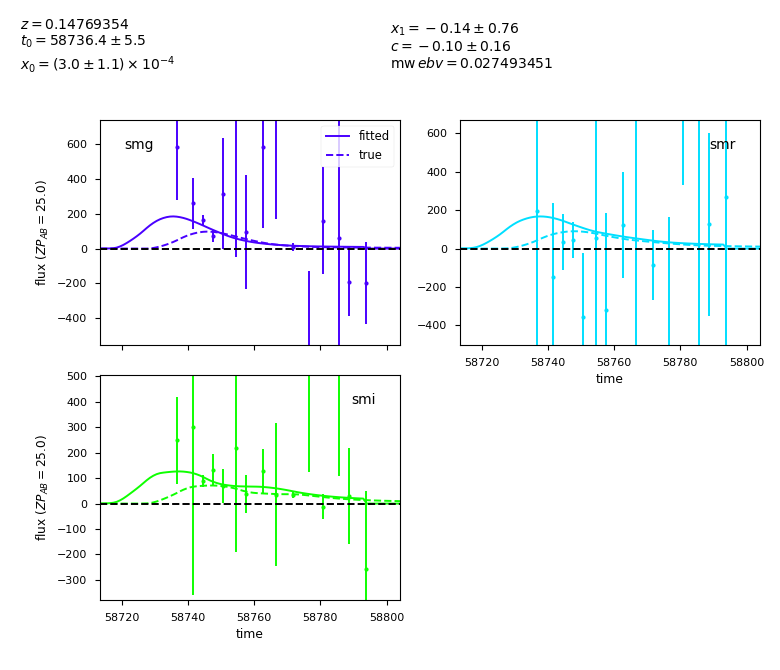 z = 0.14769354
t₀ = 58736.4 ± 5.5
x₀ = (3.0 ± 1.1) × 10⁻⁴
x₁ = −0.14 ± 0.76
c = −0.10 ± 0.16
mw ebv = 0.027493451
smg
fitted
true
600
400
200
0
−200
−400
flux (ZP_AB = 25.0)
smr
600
400
200
0
−200
−400
58720 58740 58760 58780 58800
time
smi
500
400
300
200
100
0
−100
−200
−300
flux (ZP_AB = 25.0)
58720 58740 58760 58780 58800
time